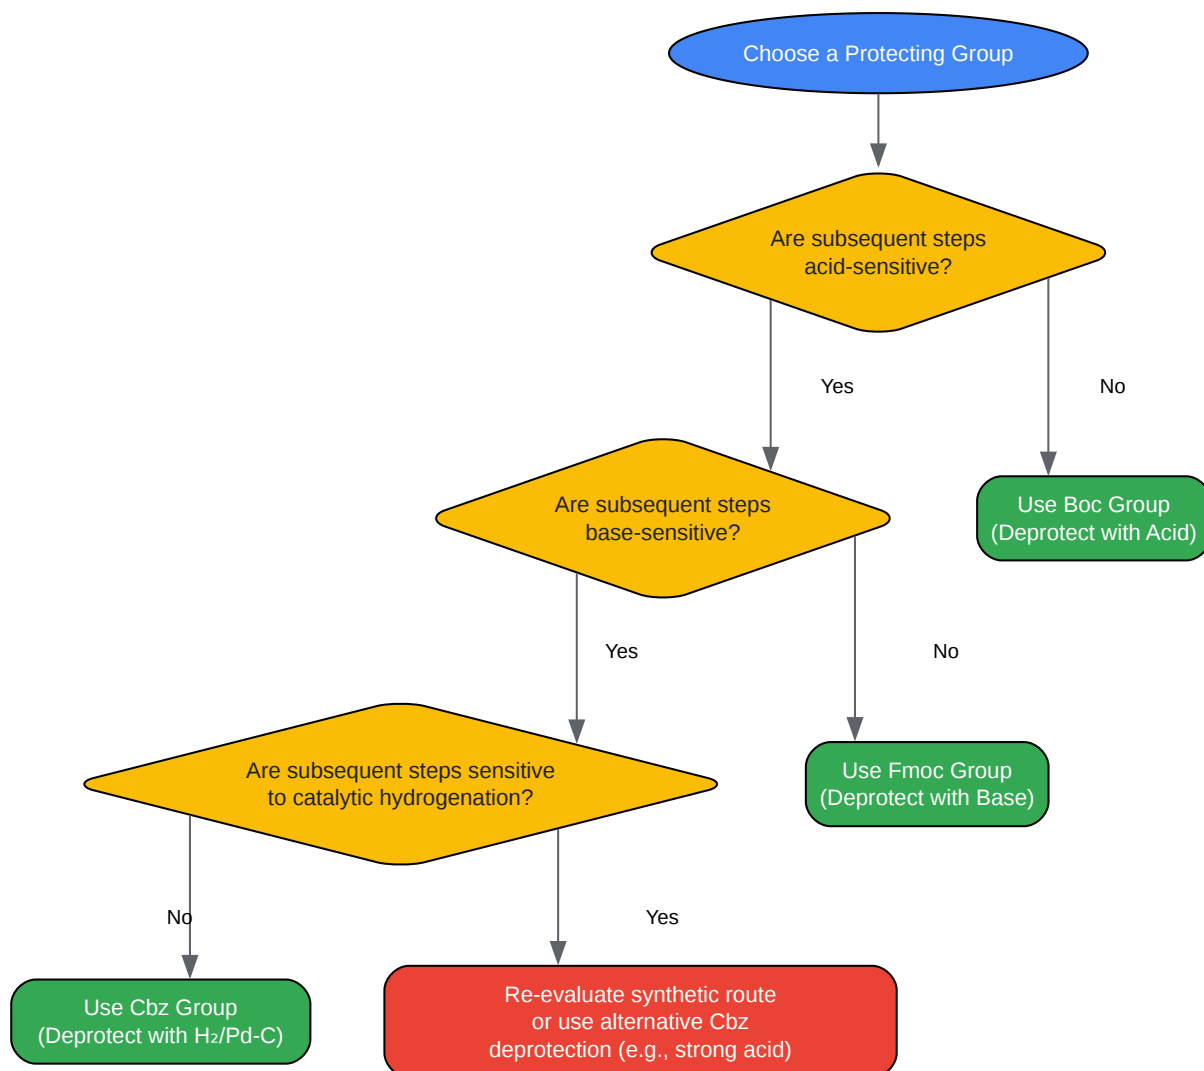 Choose a Protecting Group
Are subsequent steps
acid-sensitive?
Yes
No
Are subsequent steps
base-sensitive?
Use Boc Group
(Deprotect with Acid)
Yes
No
Are subsequent steps sensitive
to catalytic hydrogenation?
Use Fmoc Group
(Deprotect with Base)
No
Yes
Use Cbz Group
(Deprotect with H₂/Pd-C)
Re-evaluate synthetic route
or use alternative Cbz
deprotection (e.g., strong acid)